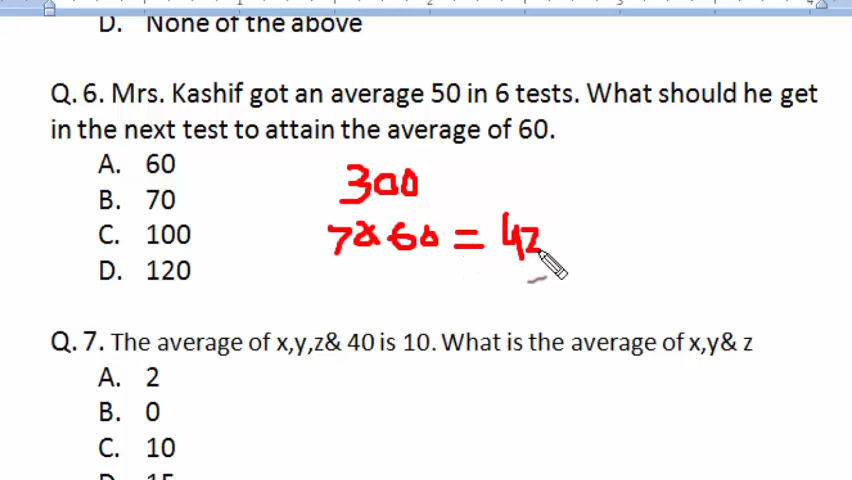 D. None of the above
Q. 6. Mrs. Kashif got an average 50 in 6 tests. What should he get
in the next test to attain the average of 60.
A. 60
300
B. 70
C. 100
7x60 = 42
D. 120
Q. 7. The average of x,y,z& 40 is 10. What is the average of x,y& z
A. 2
B. 0
C. 10
D. 15